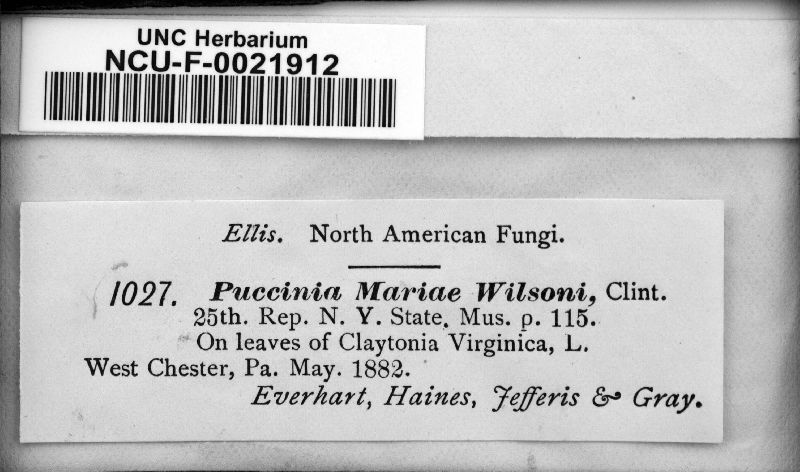 UNC Herbarium
NCU-F-0021912
Ellis. North American Fungi.
1027. Puccinia Mariae Wilsoni, Clint.
25th. Rep. N. Y. State. Mus. p. 115.
On leaves of Claytonia Virginica, L.
West Chester, Pa. May. 1882.
Everhart, Haines, Jefferis & Gray.